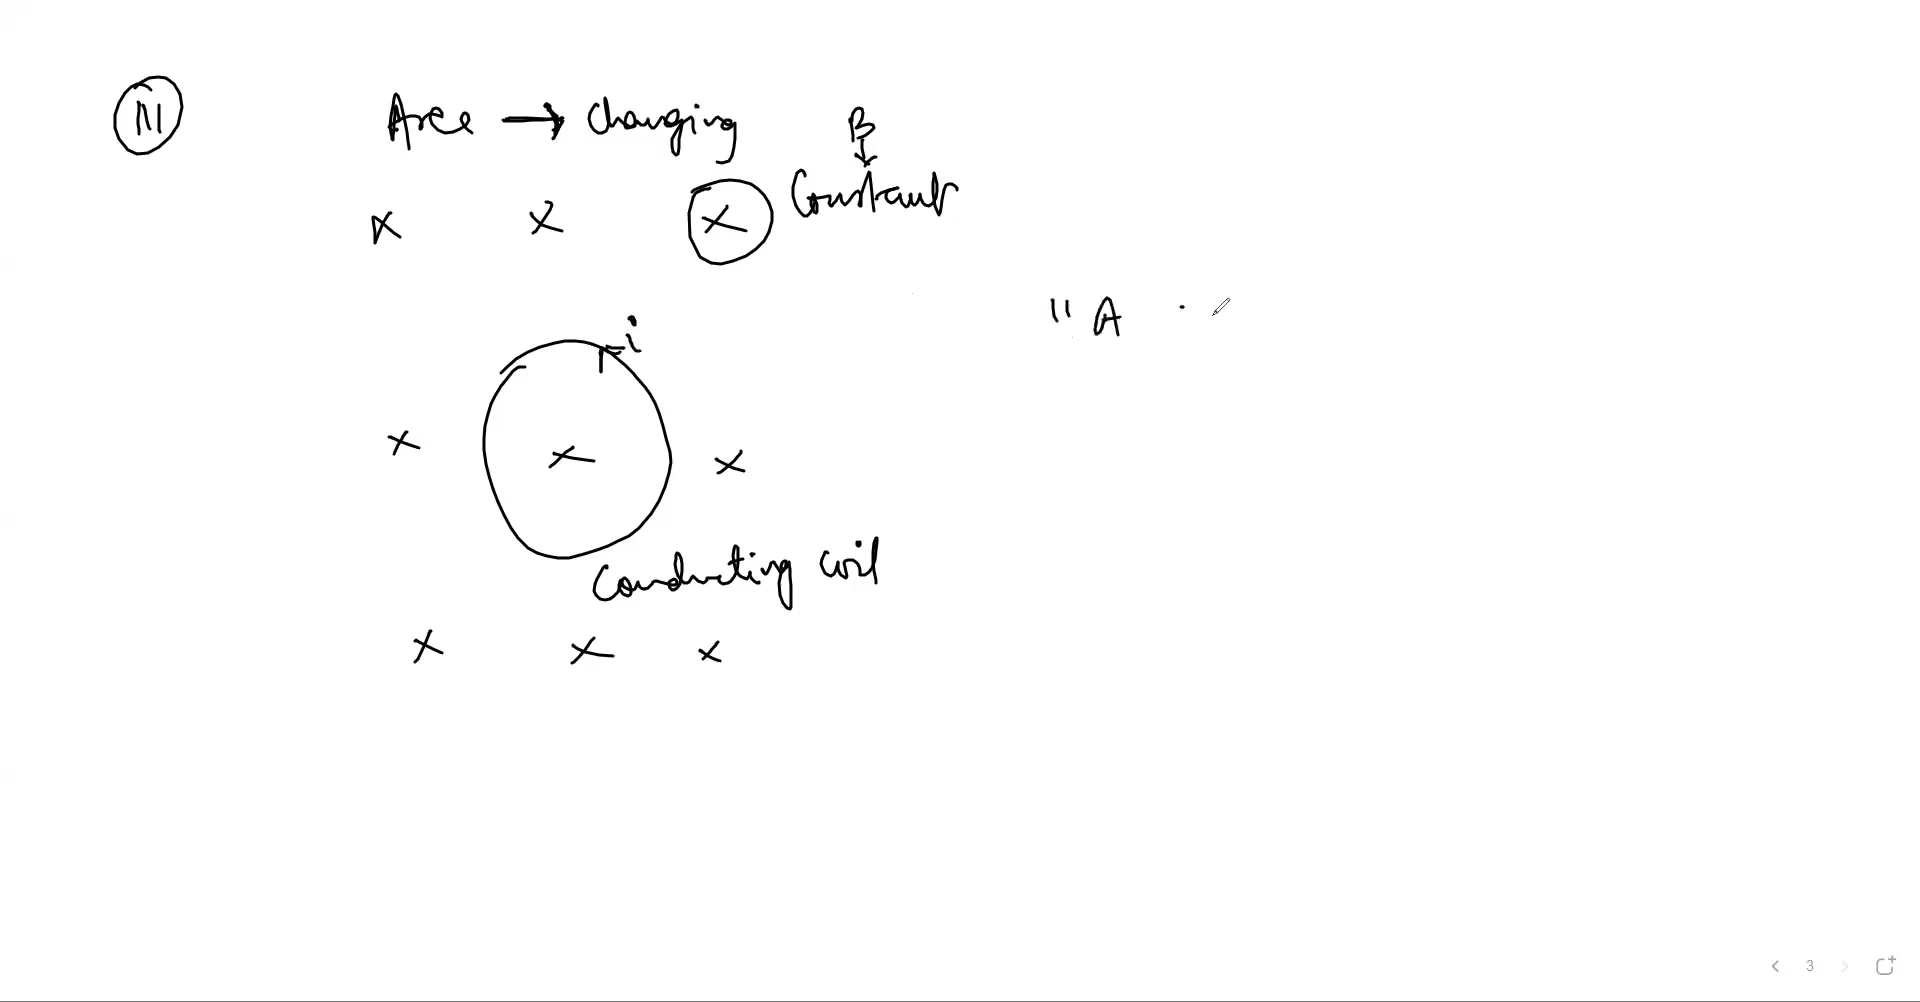 III Area → Changing B
↓
Constant
x x x
i
" A .
x x x
Conducting coil
x x x
3